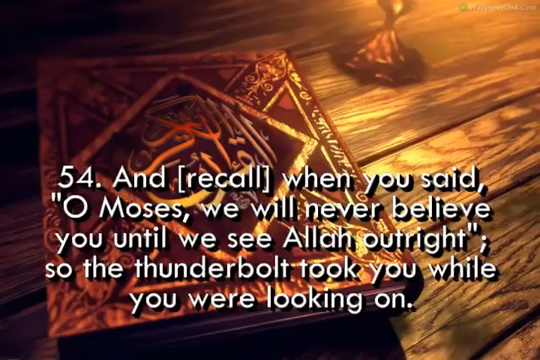 WallpaperDisk.Com
54. And [recall] when you said,
"O Moses, we will never believe
you until we see Allah outright";
so the thunderbolt took you while
you were looking on.